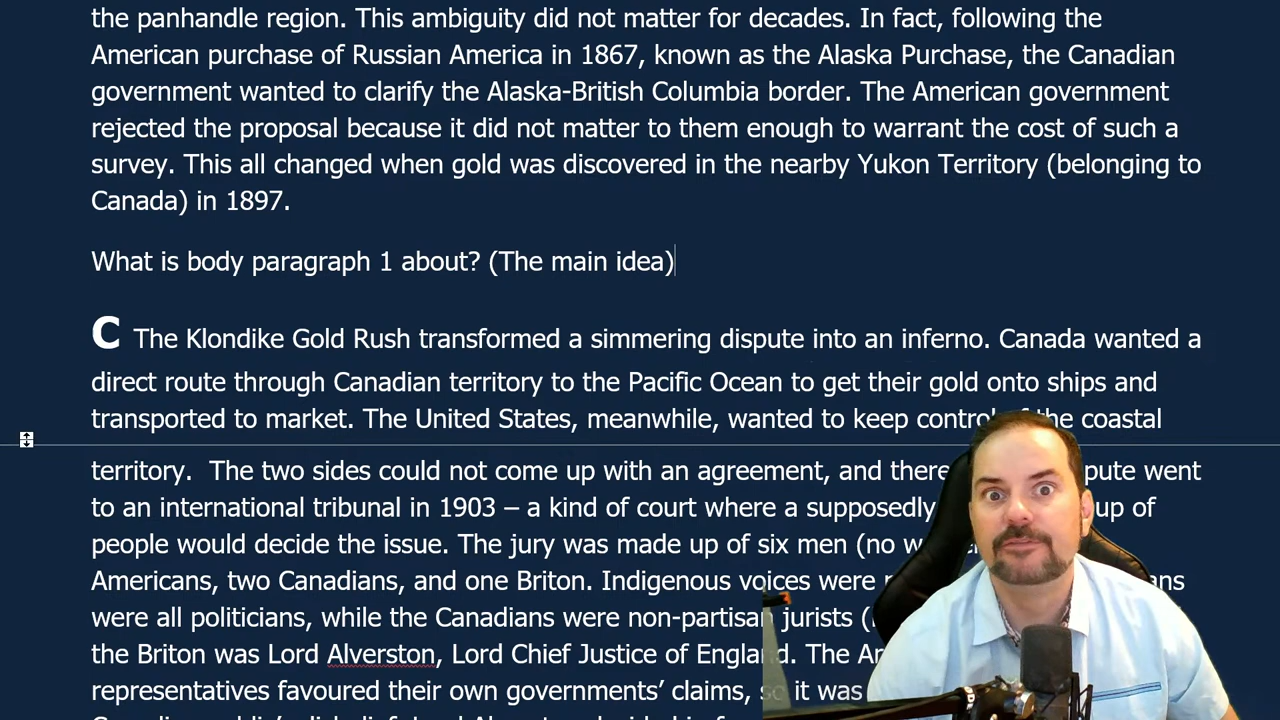 the panhandle region. This ambiguity did not matter for decades. In fact, following the
American purchase of Russian America in 1867, known as the Alaska Purchase, the Canadian
government wanted to clarify the Alaska-British Columbia border. The American government
rejected the proposal because it did not matter to them enough to warrant the cost of such a
survey. This all changed when gold was discovered in the nearby Yukon Territory (belonging to
Canada) in 1897.
What is body paragraph 1 about? (The main idea)
C The Klondike Gold Rush transformed a simmering dispute into an inferno. Canada wanted a
direct route through Canadian territory to the Pacific Ocean to get their gold onto ships and
transported to market. The United States, meanwhile, wanted to keep control of the coastal
territory. The two sides could not come up with an agreement, and went
to an international tribunal in 1903 – a kind of court where a supposedly of
people would decide the issue. The jury was made up of six men (no
Americans, two Canadians, and one Briton. Indigenous voices were
were all politicians, while the Canadians were non-partisan jurists
the Briton was Lord Alverston, Lord Chief Justice of England. The
representatives favoured their own governments’ claims, so it was